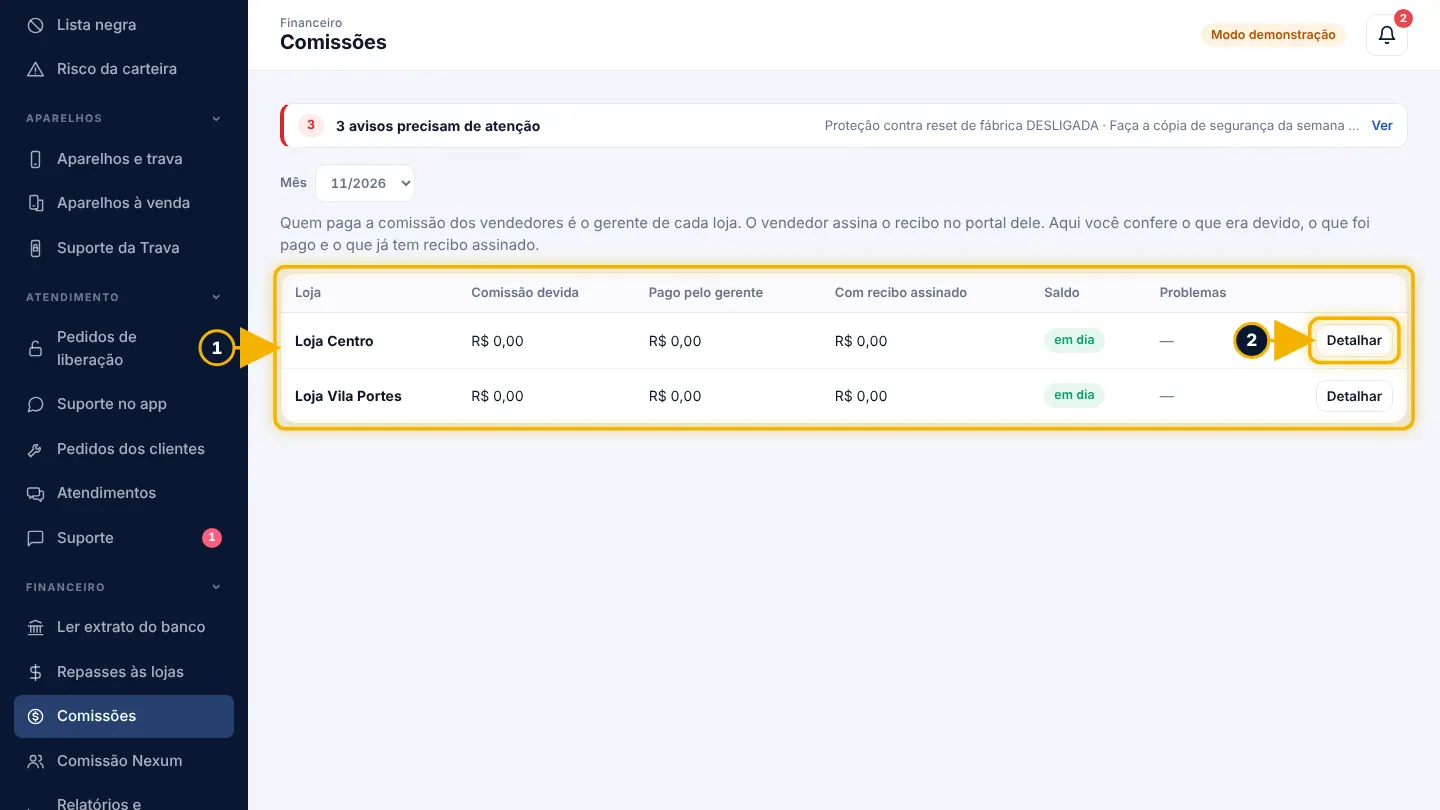 Lista negra
Risco da carteira
APARELHOS
Aparelhos e trava
Aparelhos à venda
Suporte da Trava
ATENDIMENTO
Pedidos de
liberação
Suporte no app
Pedidos dos clientes
Atendimentos
Suporte
1
FINANCEIRO
Ler extrato do banco
Repasses às lojas
Comissões
Comissão Nexum
Relatórios e
Financeiro
Comissões
Modo demonstração
2
3
3 avisos precisam de atenção
Proteção contra reset de fábrica DESLIGADA · Faça a cópia de segurança da semana ...
Ver
Mês
11/2026
Quem paga a comissão dos vendedores é o gerente de cada loja. O vendedor assina o recibo no portal dele. Aqui você confere o que era devido, o que foi
pago e o que já tem recibo assinado.
Loja Comissão devida Pago pelo gerente Com recibo assinado Saldo Problemas
1
Loja Centro R$ 0,00 R$ 0,00 R$ 0,00 em dia — 2 Detalhar
Loja Vila Portes R$ 0,00 R$ 0,00 R$ 0,00 em dia — Detalhar